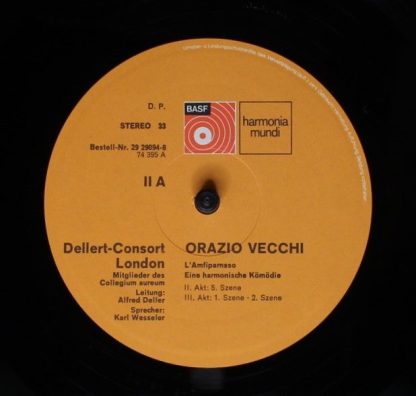 D. P.
BASF
harmonia
mundi
STEREO 33
Bestell-Nr. 29 29094-8
74 395 A
II A
Dellert-Consort
London
Mitglieder des
Collegium aureum
Leitung:
Alfred Deller
Sprecher:
Karl Wesseler
ORAZIO VECCHI
L'Amfiparnaso
Eine harmonische Kömödie
II. Akt: 5. Szene
III. Akt: 1. Szene - 2. Szene